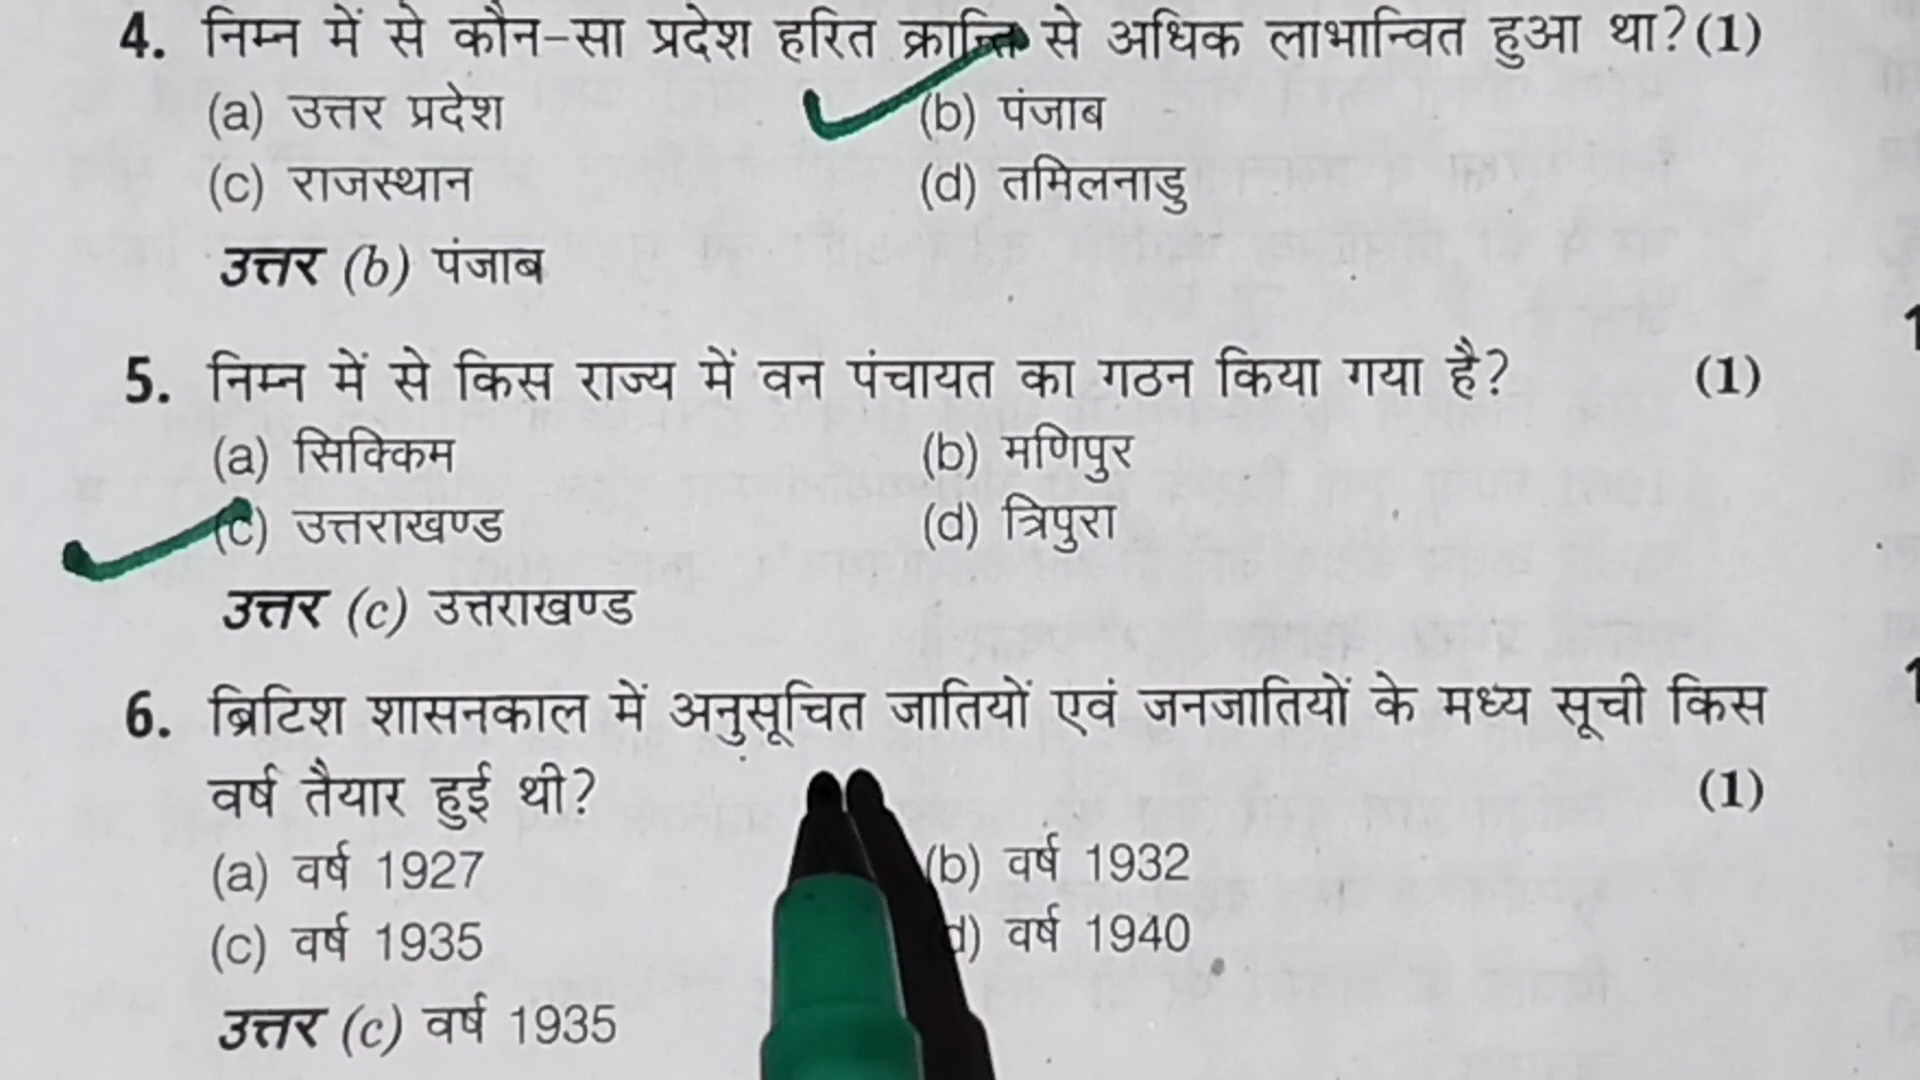 4. निम्न में से कौन-सा प्रदेश हरित क्रान्ति से अधिक लाभान्वित हुआ था? (1)
(a) उत्तर प्रदेश (b) पंजाब
(c) राजस्थान (d) तमिलनाडु
उत्तर (b) पंजाब
5. निम्न में से किस राज्य में वन पंचायत का गठन किया गया है? (1)
(a) सिक्किम (b) मणिपुर
(c) उत्तराखण्ड (d) त्रिपुरा
उत्तर (c) उत्तराखण्ड
6. ब्रिटिश शासनकाल में अनुसूचित जातियों एवं जनजातियों के मध्य सूची किस
वर्ष तैयार हुई थी? (1)
(a) वर्ष 1927 (b) वर्ष 1932
(c) वर्ष 1935 (d) वर्ष 1940
उत्तर (c) वर्ष 1935